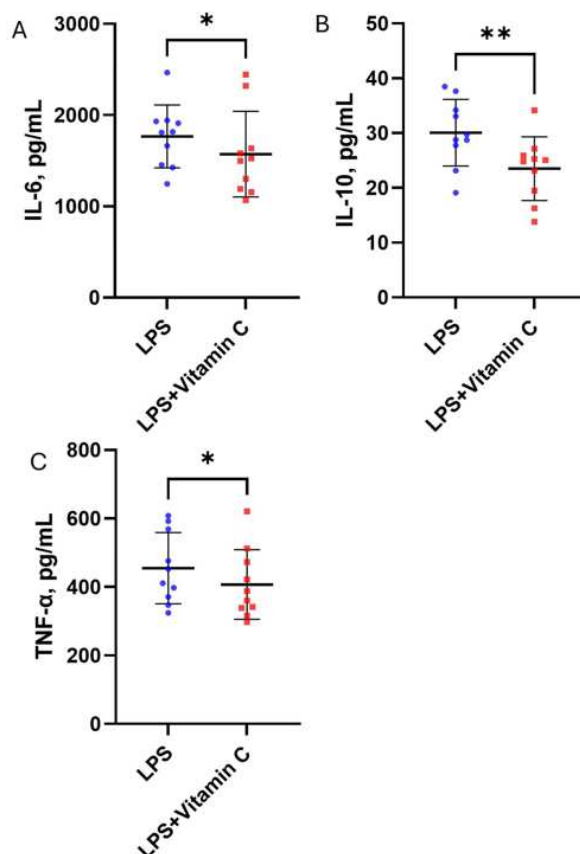 A
IL-6, pg/mL
3000
2000
1000
0
*
LPS
LPS+Vitamin C
B
IL-10, pg/mL
50
40
30
20
10
0
**
LPS
LPS+Vitamin C
C
TNF-α, pg/mL
800
600
400
200
0
*
LPS
LPS+Vitamin C